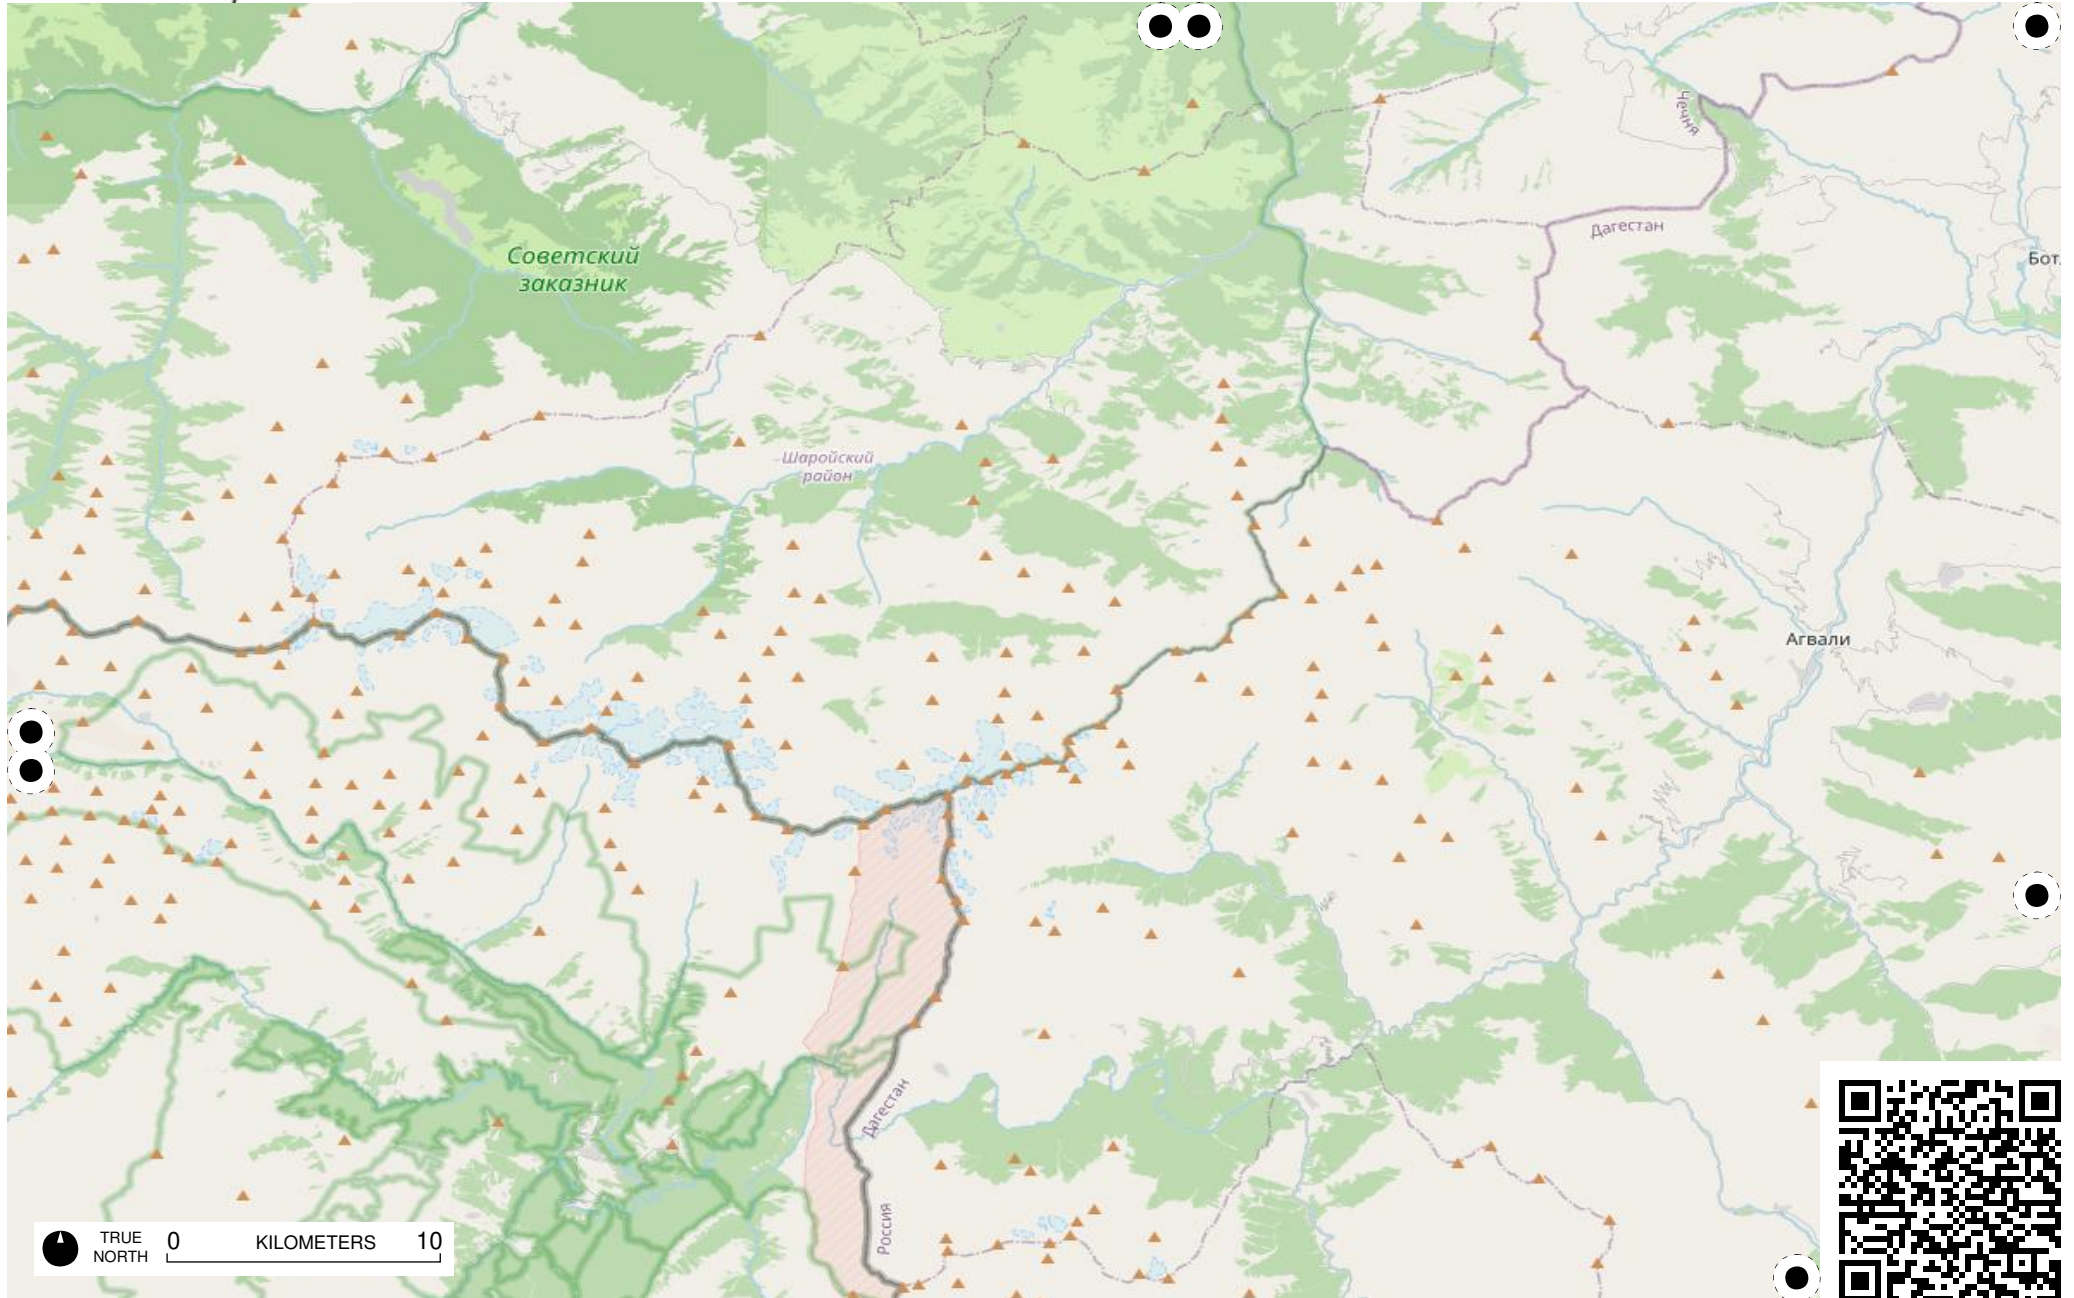 Чечня
Дагестан
Бот.
Советский
заказник
Шаройский
район
Агвали
Дагестан
Россия
TRUE
NORTH
0 KILOMETERS 10